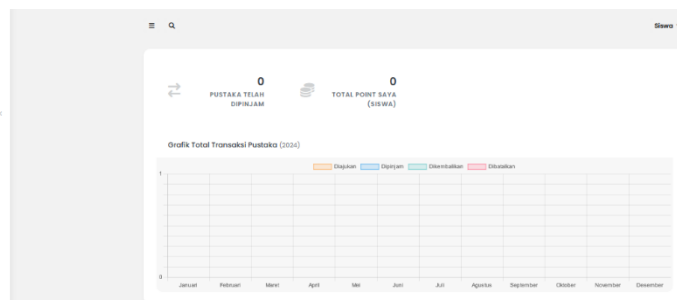 Siswa
0
PUSTAKA TELAH
DIPINJAM
0
TOTAL POINT SAYA
(SISWA)
Grafik Total Transaksi Pustaka (2024)
Diajukan Dipinjam Dikembalikan Dibatalkan
1
0
Januari Februari Maret April Mei Juni Juli Agustus September Oktober November Desember